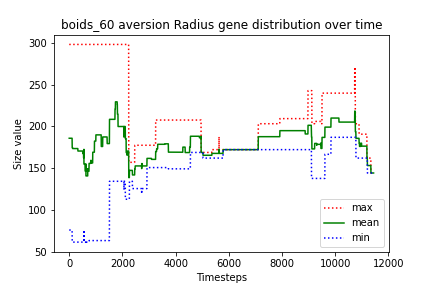 boids_60 aversion Radius gene distribution over time
Size value
300
250
200
150
100
50
max
mean
min
0
2000
4000
6000
8000
10000
12000
Timesteps